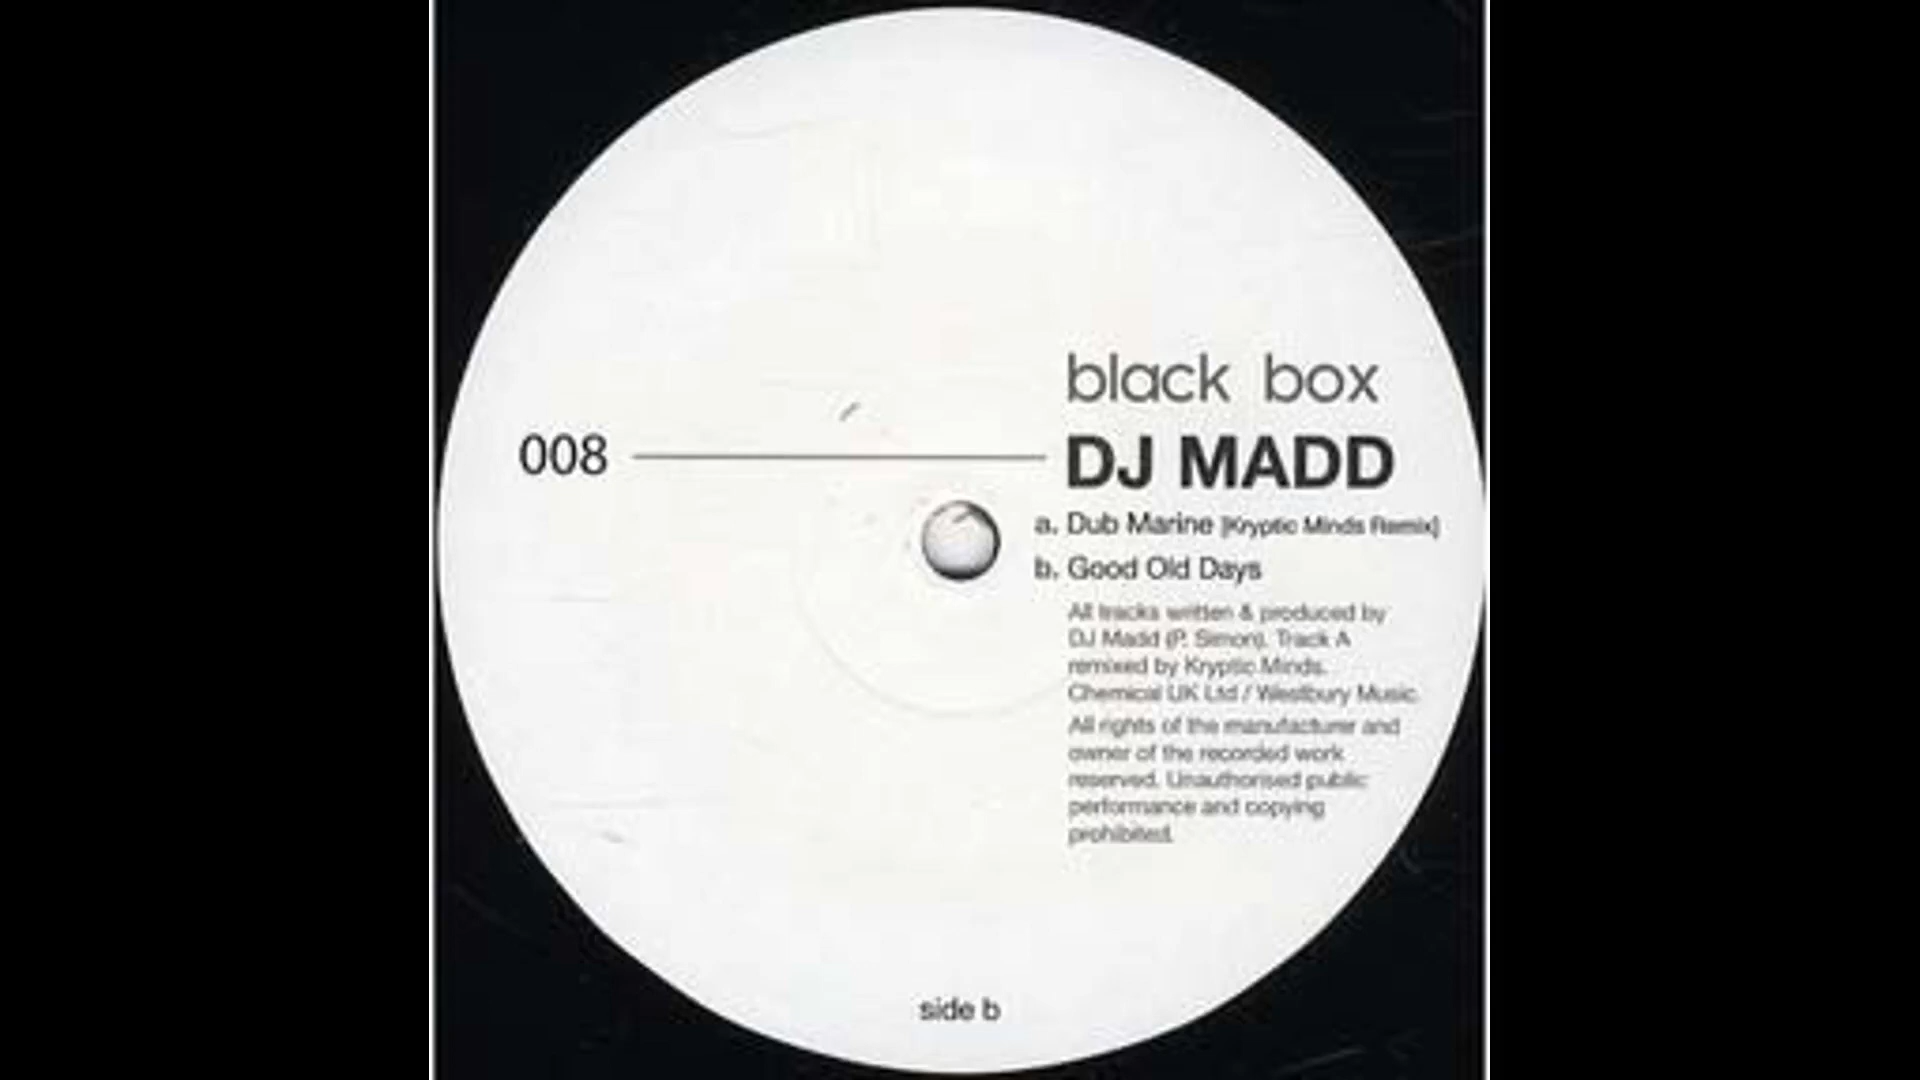 black box
008
DJ MADD
a. Dub Marine [Kryptic Minds Remix]
b. Good Old Days
All tracks written & produced by
DJ Madd (P. Simon). Track A
remixed by Kryptic Minds.
Chemical UK Ltd / Westbury Music.
All rights of the manufacturer and
owner of the recorded work
reserved. Unauthorised public
performance and copying
prohibited.
side b